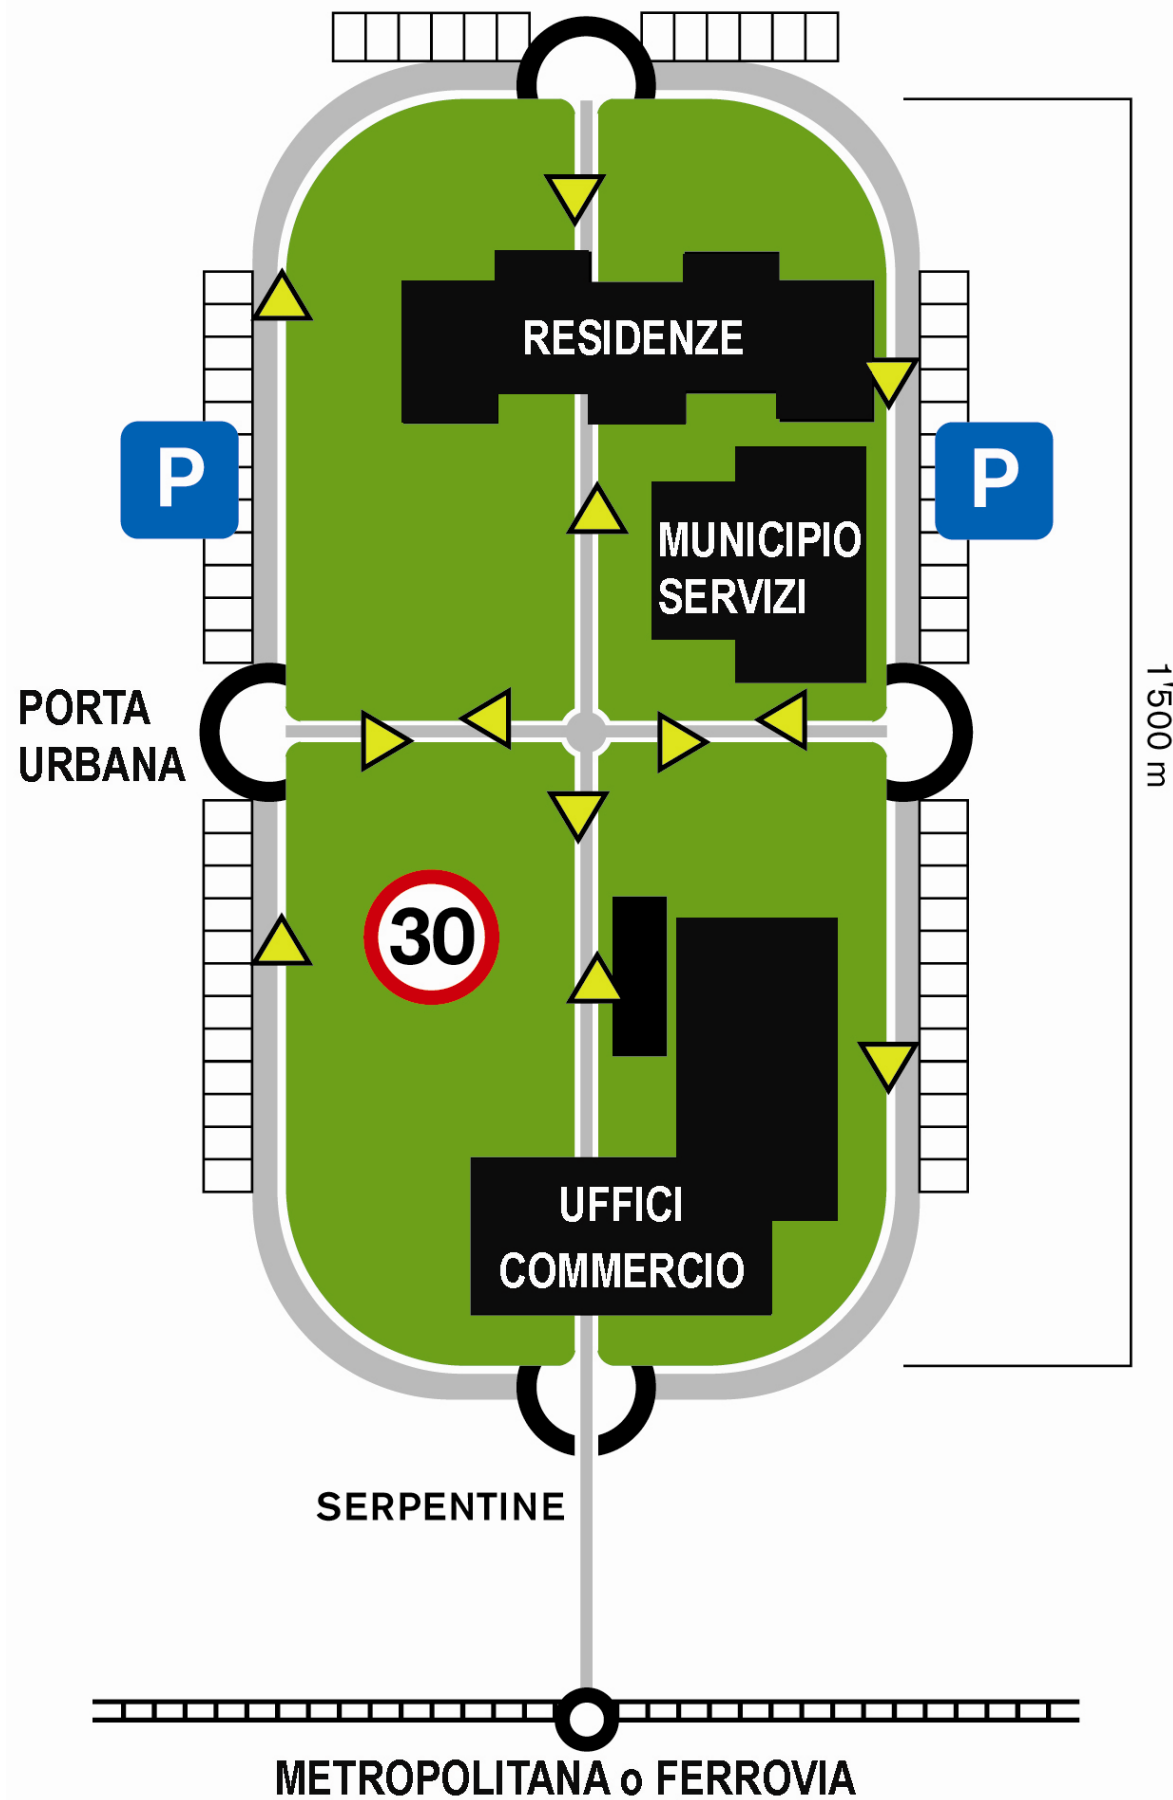 RESIDENZE
P
P
MUNICIPIO
SERVIZI
PORTA
URBANA
1'500 m
30
UFFICI
COMMERCIO
SERPENTINE
METROPOLITANA o FERROVIA